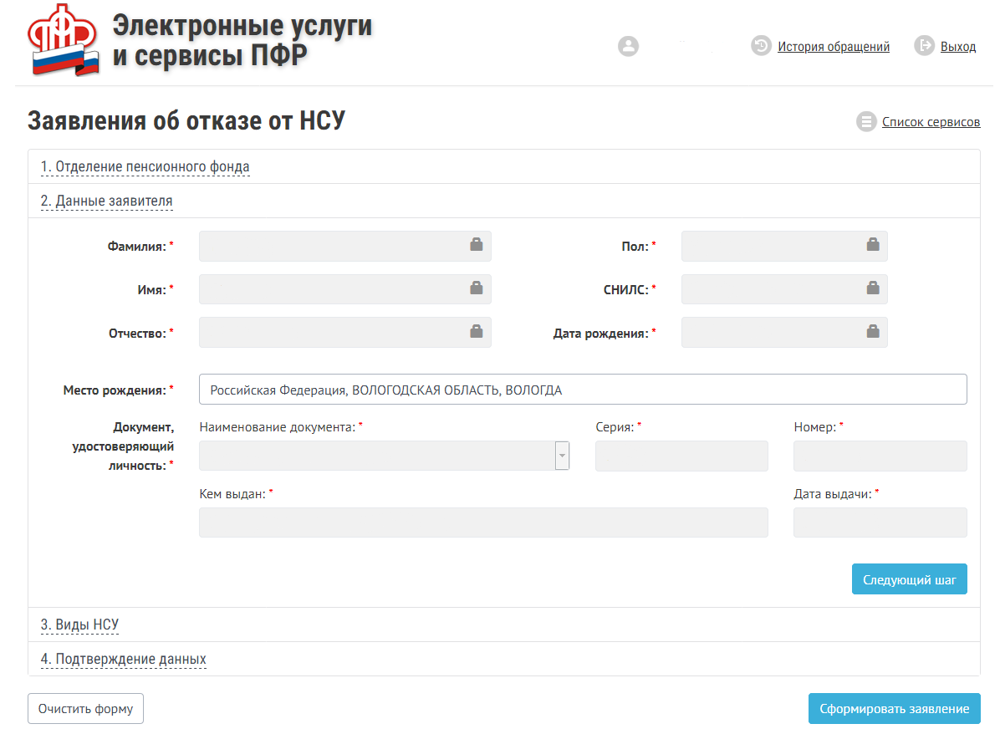 Электронные услуги
и сервисы ПФР
История обращений
Выход
Заявления об отказе от НСУ
Список сервисов
1. Отделение пенсионного фонда
2. Данные заявителя
Фамилия: *
Пол: *
Имя: *
СНИЛС: *
Отчество: *
Дата рождения: *
Место рождения: *
Российская Федерация, ВОЛОГОДСКАЯ ОБЛАСТЬ, ВОЛОГДА
Документ,
удостоверяющий
личность: *
Наименование документа: *
Серия: *
Номер: *
Кем выдан: *
Дата выдачи: *
Следующий шаг
3. Виды НСУ
4. Подтверждение данных
Очистить форму
Сформировать заявление